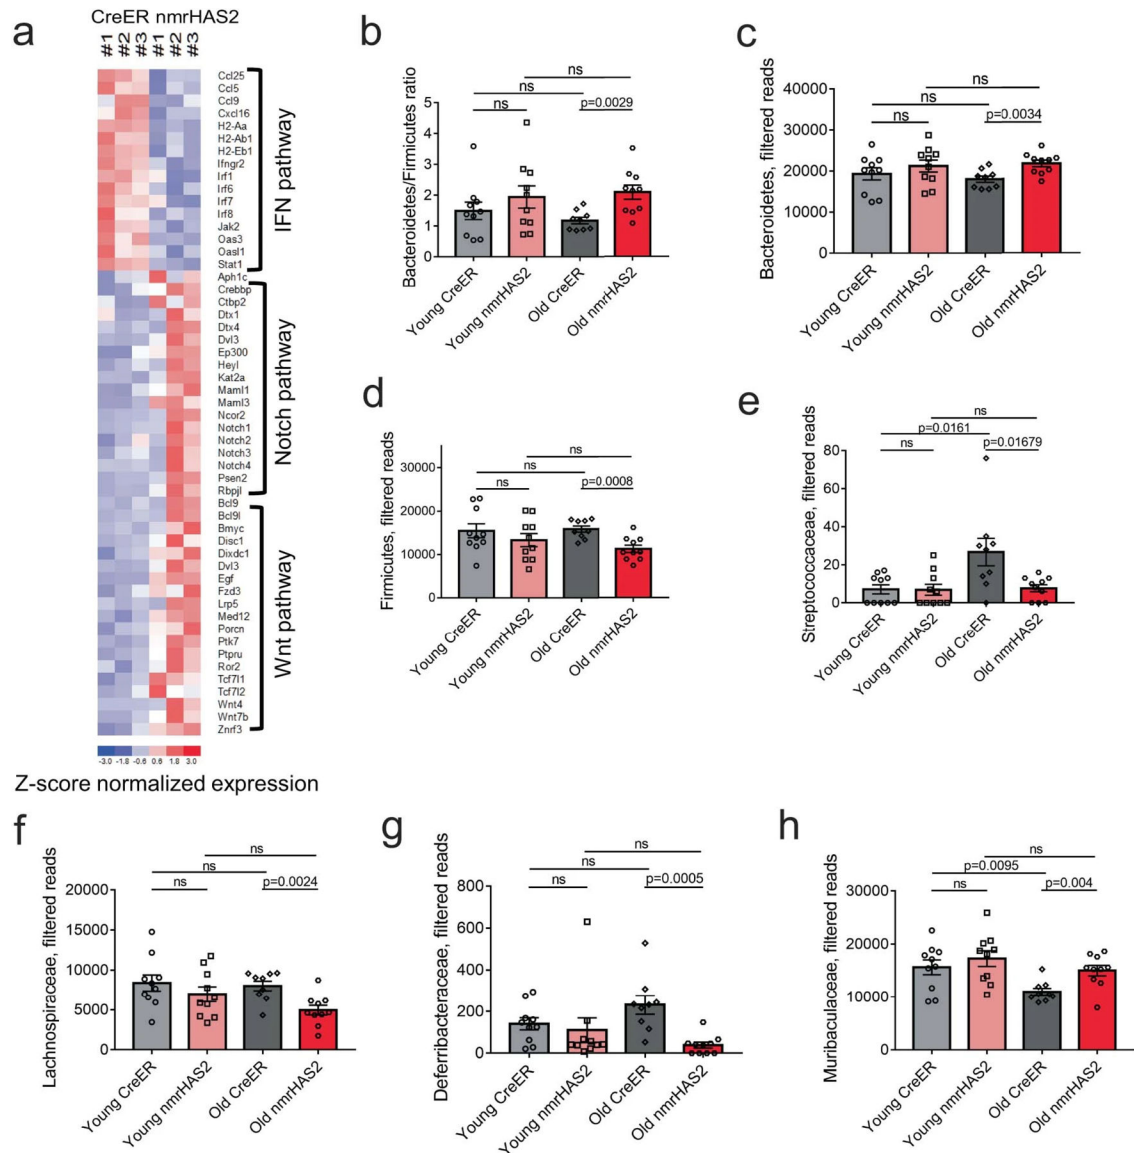 a
CreER nmrHAS2
#1 #2 #3 #1 #2 #3
Ccl25
Ccl5
Ccl9
Cxcl16
H2-Aa
H2-Ab1
H2-Eb1
Ifngr2
Irf1
Irf6
Irf7
Irf8
Jak2
Oas3
Oasl1
Stat1
IFN pathway
Aph1c
Crebbp
Ctbp2
Dtx1
Dtx4
Dvl3
Ep300
Heyl
Kat2a
Maml1
Maml3
Ncor2
Notch1
Notch2
Notch3
Notch4
Psen2
Rbpjl
Notch pathway
Bcl9
Bcl9l
Bmyc
Disc1
Dixdc1
Dvl3
Egf
Fzd3
Lrp5
Med12
Porcn
Ptk7
Ptpru
Ror2
Tcf7l1
Tcf7l2
Wnt4
Wnt7b
Znrf3
Wnt pathway
-3.0 -1.8 -0.6 0.6 1.8 3.0
Z-score normalized expression
b
Bacteroidetes/Firmicutes ratio
5
4
3
2
1
0
ns
ns
ns
p=0.0029
Young CreER
Young nmrHAS2
Old CreER
Old nmrHAS2
c
Bacteroidetes, filtered reads
40000
30000
20000
10000
0
ns
ns
ns
p=0.0034
Young CreER
Young nmrHAS2
Old CreER
Old nmrHAS2
d
Firmicutes, filtered reads
30000
20000
10000
0
ns
ns
ns
p=0.0008
Young CreER
Young nmrHAS2
Old CreER
Old nmrHAS2
e
Streptococcaceae, filtered reads
80
60
40
20
0
ns
p=0.0161
ns
p=0.01679
Young CreER
Young nmrHAS2
Old CreER
Old nmrHAS2
f
Lachnospiraceae, filtered reads
20000
15000
10000
5000
0
ns
ns
ns
p=0.0024
Young CreER
Young nmrHAS2
Old CreER
Old nmrHAS2
g
Deferribacteraceae, filtered reads
800
600
400
200
0
ns
ns
ns
p=0.0005
Young CreER
Young nmrHAS2
Old CreER
Old nmrHAS2
h
Muribaculaceae, filtered reads
30000
20000
10000
0
ns
p=0.0095
ns
p=0.004
Young CreER
Young nmrHAS2
Old CreER
Old nmrHAS2